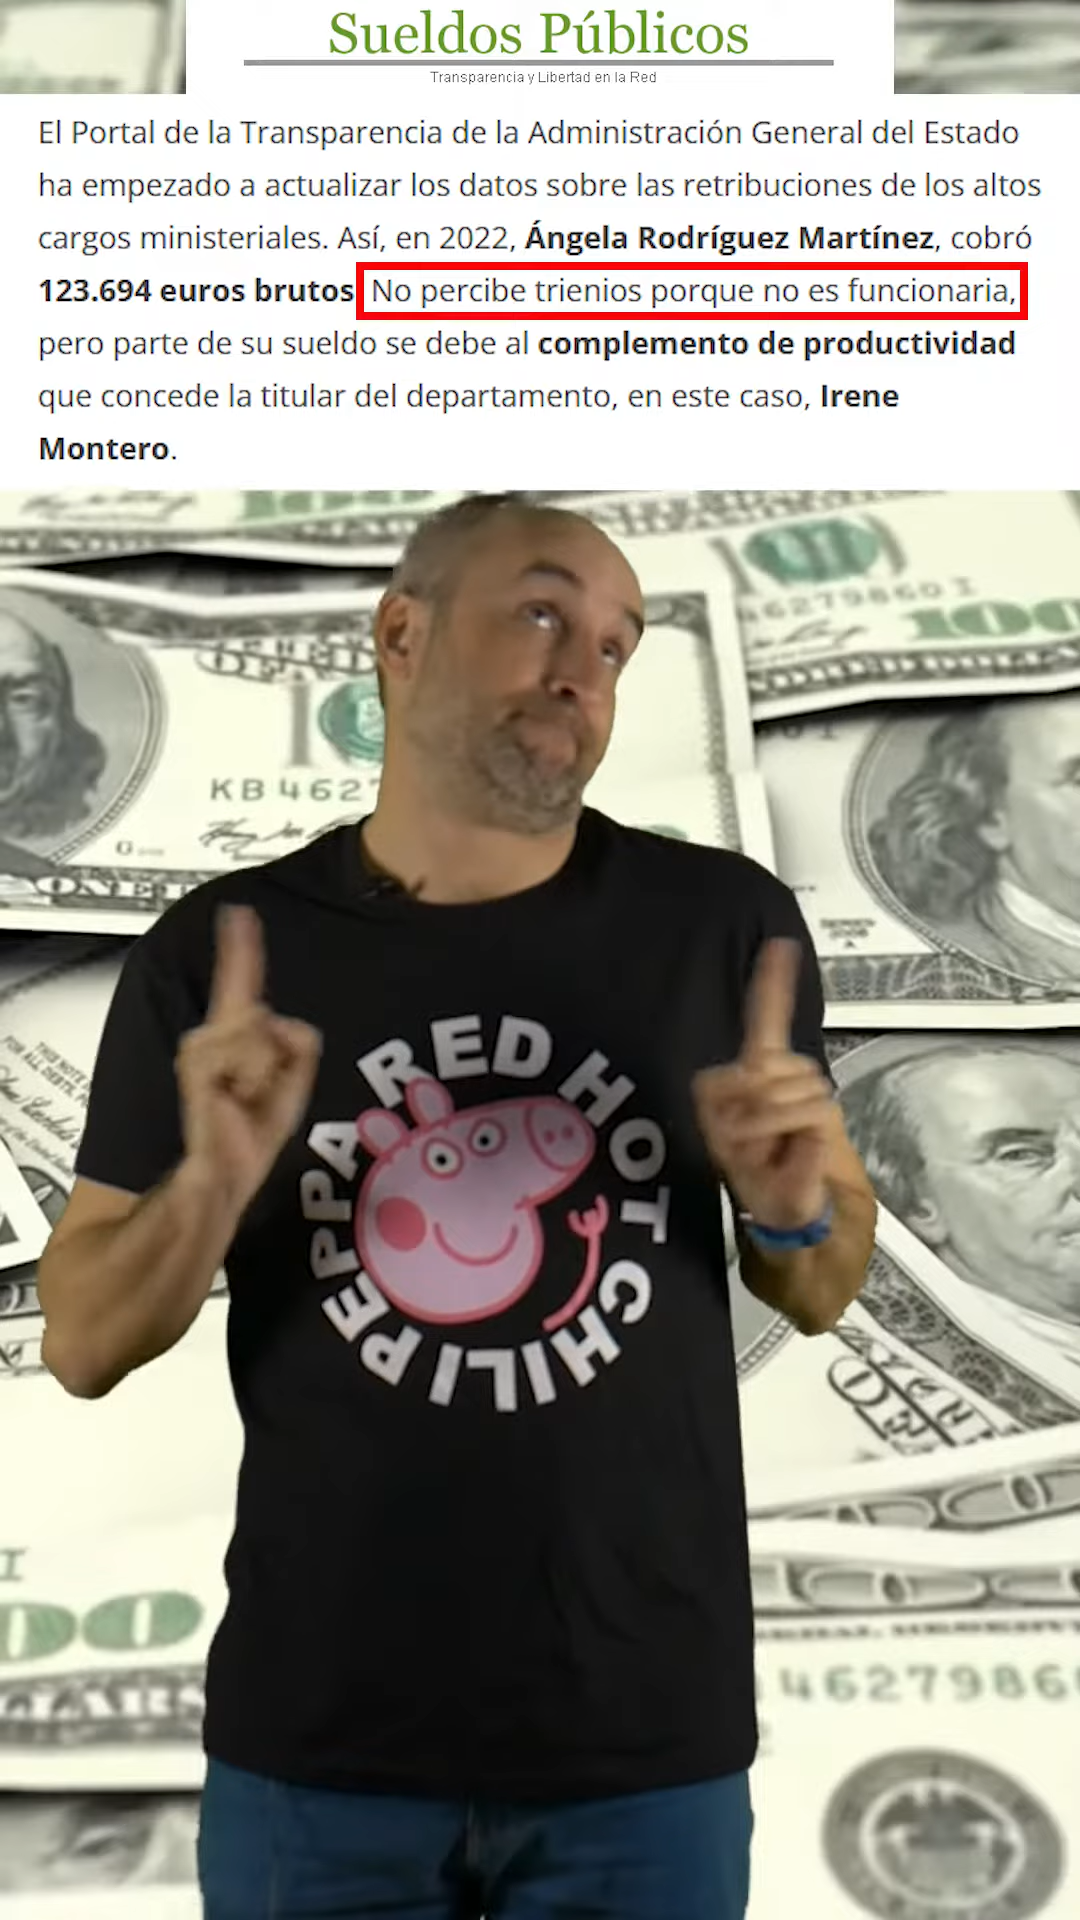 Sueldos Públicos
Transparencia y Libertad en la Red
El Portal de la Transparencia de la Administración General del Estado
ha empezado a actualizar los datos sobre las retribuciones de los altos
cargos ministeriales. Así, en 2022, Ángela Rodríguez Martínez, cobró
123.694 euros brutos No percibe trienios porque no es funcionaria,
pero parte de su sueldo se debe al complemento de productividad
que concede la titular del departamento, en este caso, Irene
Montero.
KB 462
RED HOT CHILI PEPPA
4627986